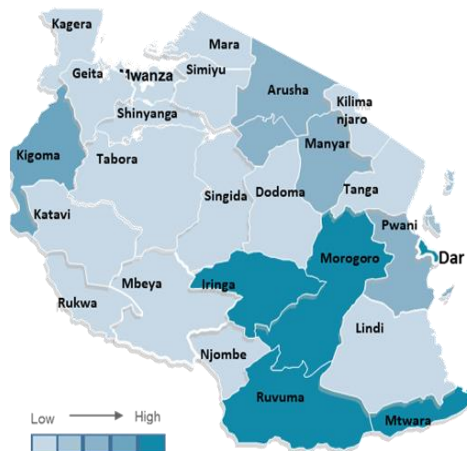 Kagera
Mara
Geita
Mwanza
Simiyu
Arusha
Shinyanga
Kilima
njaro
Kigoma
Manyar
Tabora
Singida
Dodoma
Tanga
Katavi
Pwani
Morogoro
Dar
Iringa
Mbeya
Rukwa
Lindi
Njombe
Ruvuma
Mtwara
Low
High